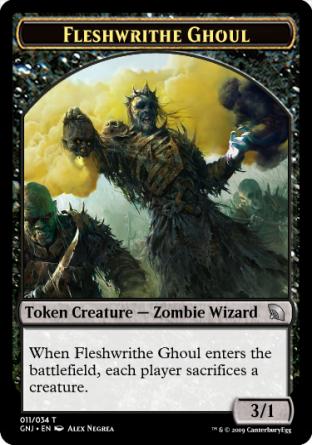 Fleshwrithe Ghoul
Token Creature — Zombie Wizard
When Fleshwrithe Ghoul enters the
battlefield, each player sacrifices a
creature.
3/1
011/034 T
GNJ • EN Alex Negrea
™ & © 2019 CanterburyEgg